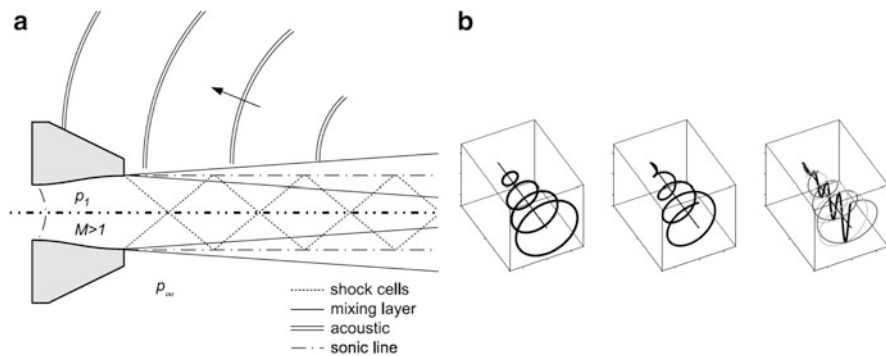 a
b
p1
M>1
p∞
shock cells
mixing layer
acoustic
sonic line